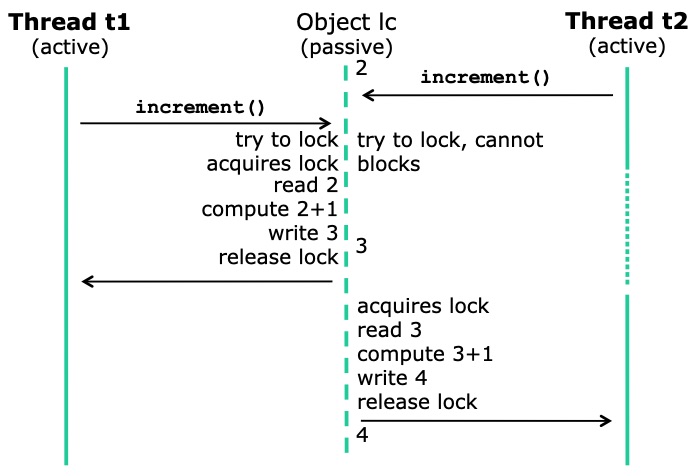 Thread t1
(active)
Object lc
(passive)
Thread t2
(active)
2
increment()
increment()
try to lock
acquires lock
read 2
compute 2+1
write 3
release lock
try to lock, cannot
blocks
3
acquires lock
read 3
compute 3+1
write 4
release lock
4